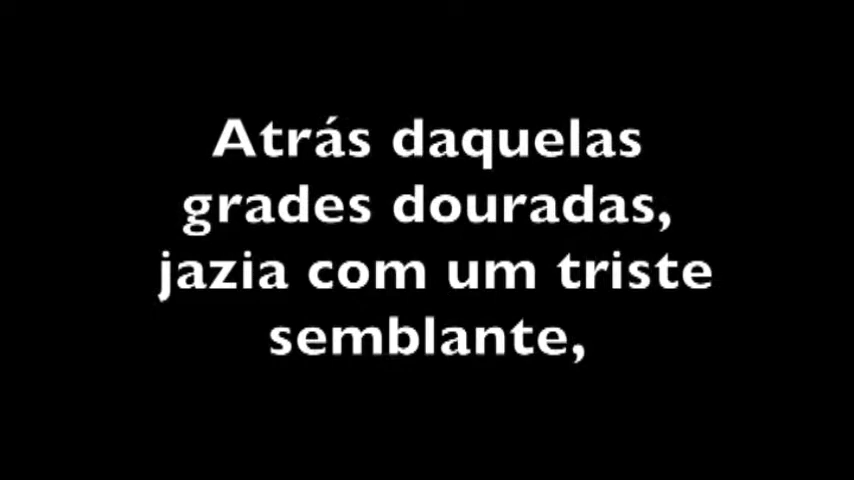 Atrás daquelas
grades douradas,
jazia com um triste
semblante,